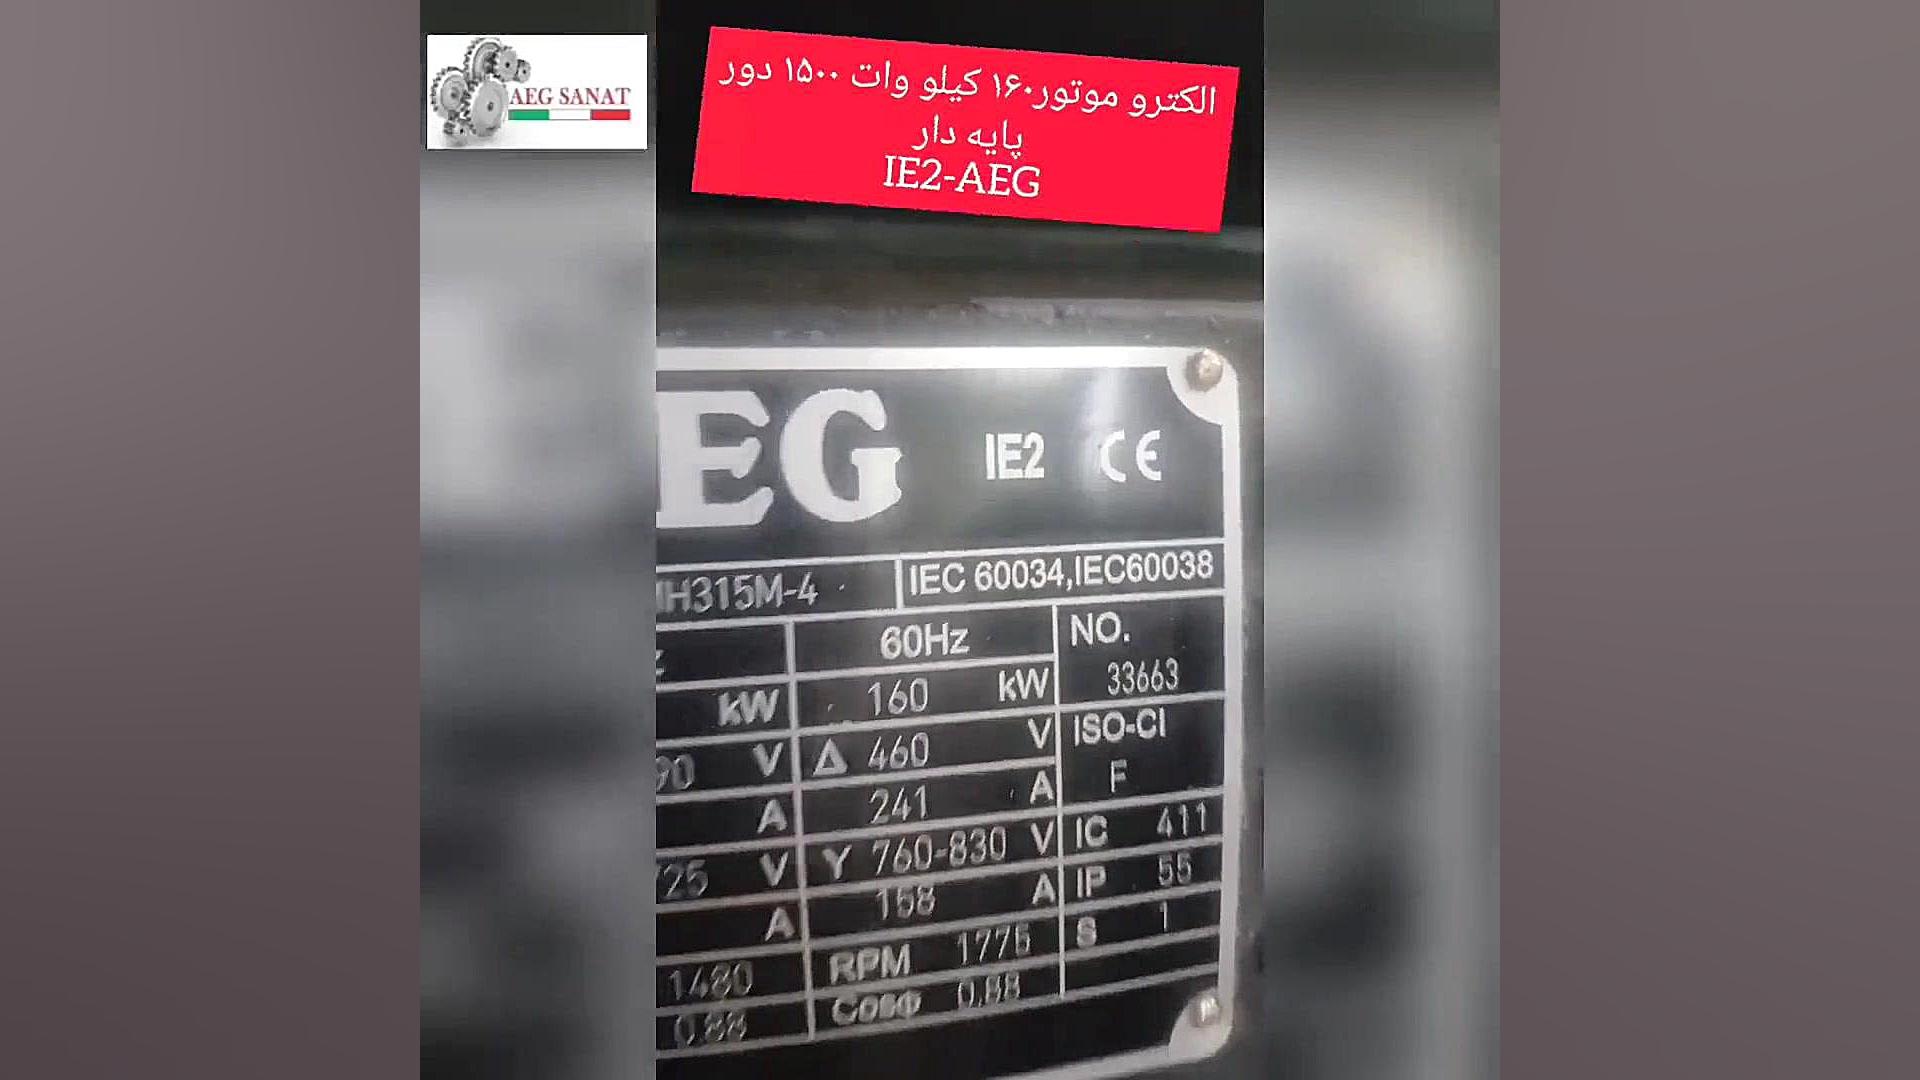 AEG SANAT
الکترو موتور۱۶۰ کیلو وات ۱۵۰۰ دور
پایه دار
IE2-AEG
EG IE2 CE
H315M-4 IEC 60034,IEC60038
60Hz NO.
kW 160 kW 33663
90 V Δ 460 V ISO-Cl
A 241 A F
725 V Y 760-830 V IC 411
A 158 A IP 55
1480 RPM 1775 S 1
0.88 CosΦ 0.88